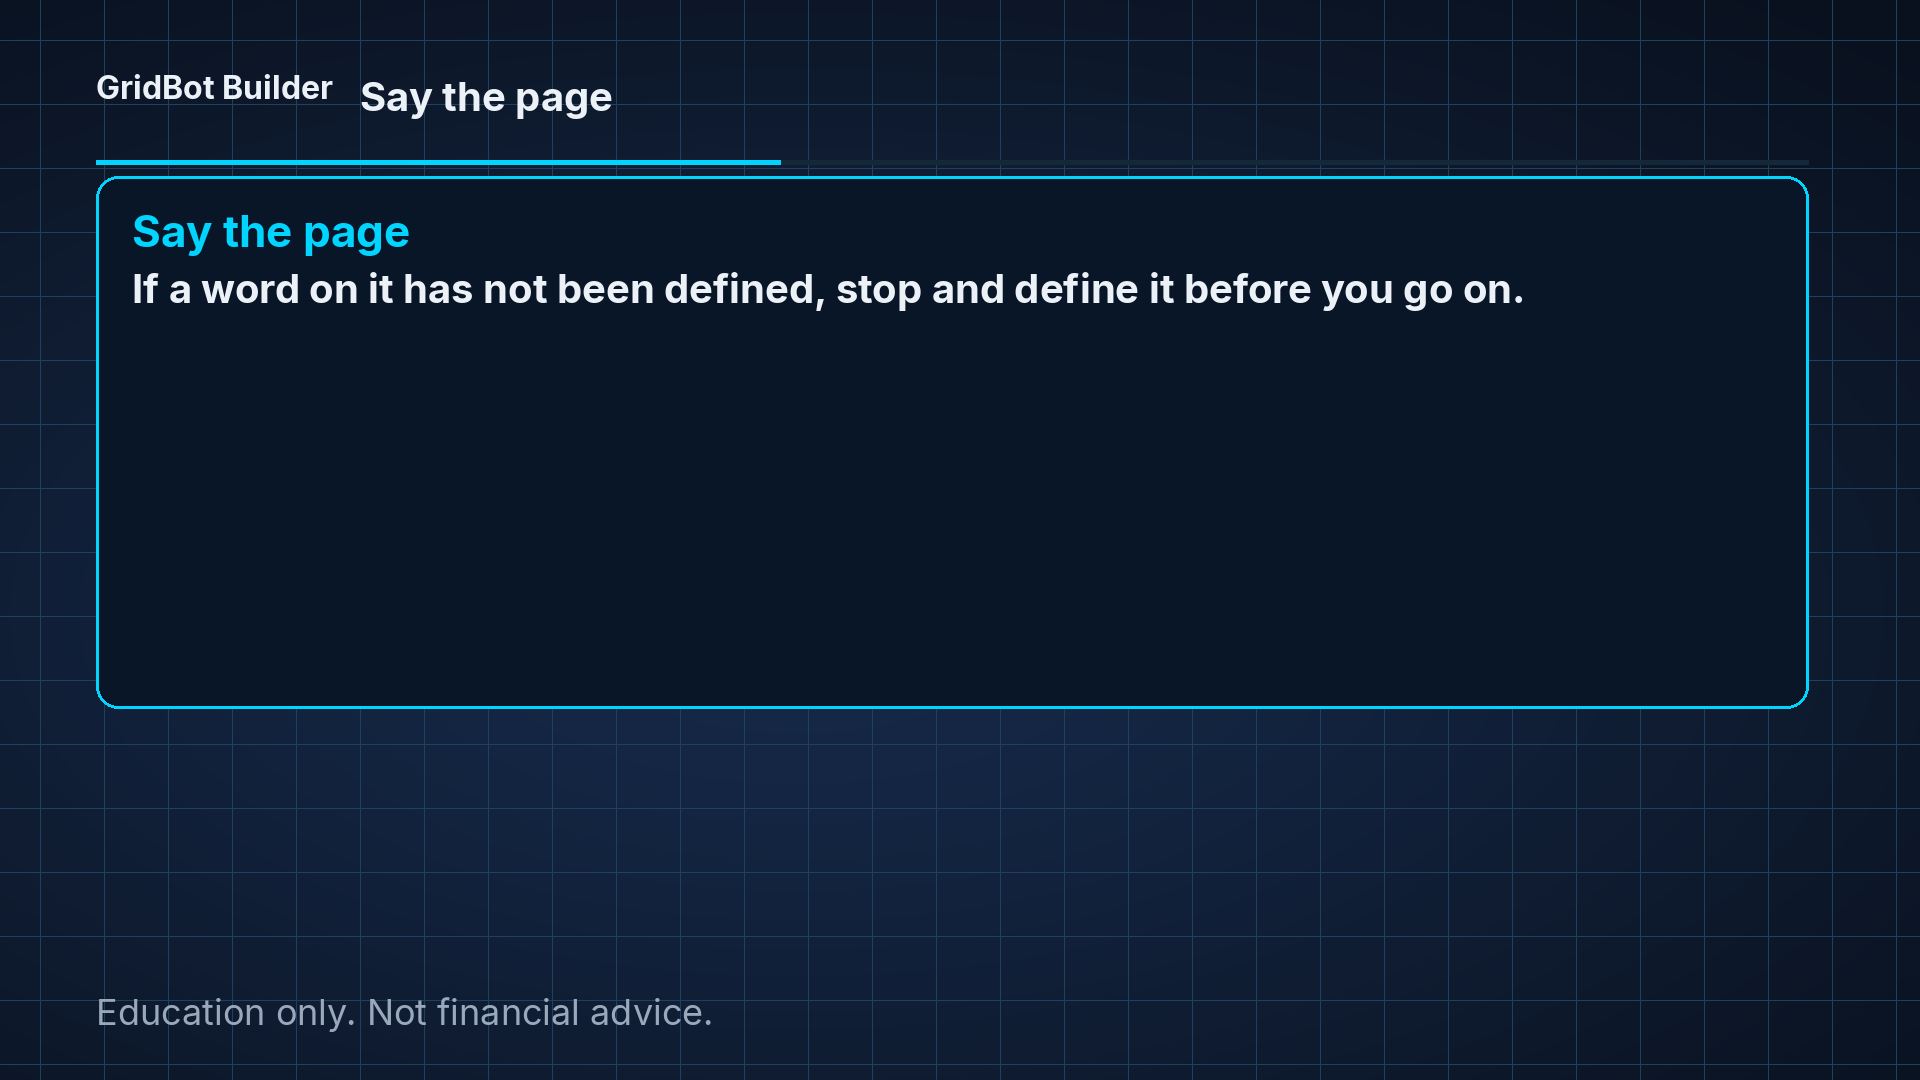 GridBot Builder
Say the page
Say the page
If a word on it has not been defined, stop and define it before you go on.
Education only. Not financial advice.